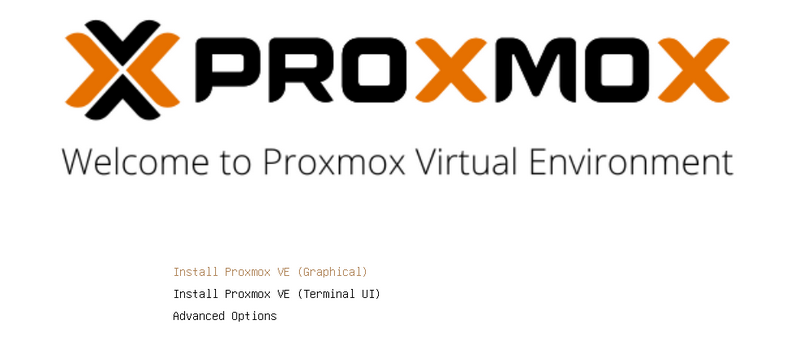 PROXMOX
Welcome to Proxmox Virtual Environment
Install Proxmox VE (Graphical)
Install Proxmox VE (Terminal UI)
Advanced Options